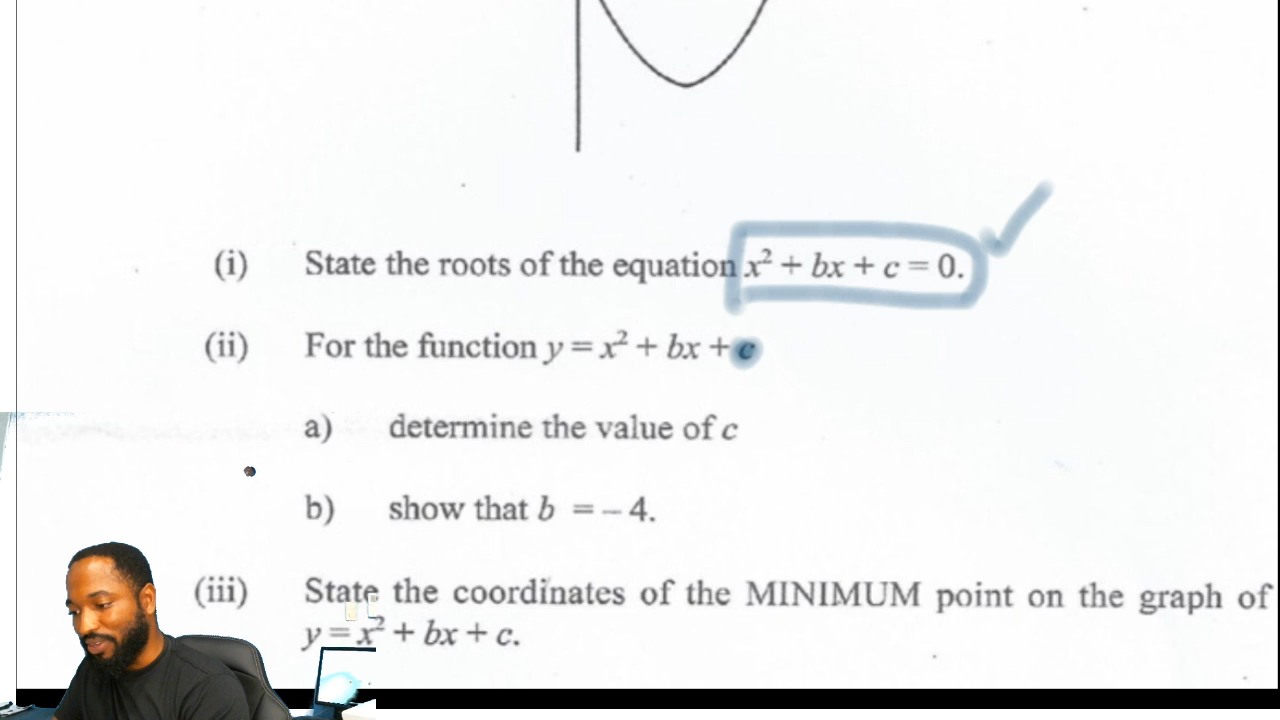 (i) State the roots of the equation x² + bx + c = 0.
(ii) For the function y = x² + bx + c
a) determine the value of c
b) show that b = – 4.
(iii) State the coordinates of the MINIMUM point on the graph of
y = x² + bx + c.